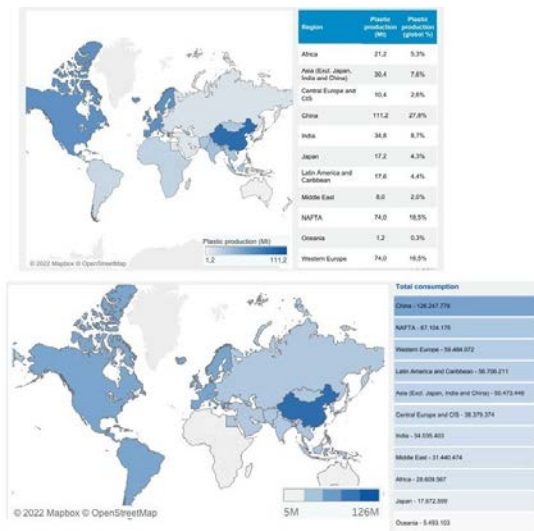 Region
Plastic production (Mt)
Plastic production (global %)
Africa 21,2 5,3%
Asia (Excl. Japan, India and China) 30,4 7,6%
Central Europe and CIS 10,4 2,6%
China 111,2 27,8%
India 34,8 8,7%
Japan 17,2 4,3%
Latin America and Caribbean 17,6 4,4%
Middle East 8,0 2,0%
NAFTA 74,0 18,5%
Oceania 1,2 0,3%
Western Europe 74,0 18,5%
Plastic production (Mt)
1,2 111,2
© 2022 Mapbox © OpenStreetMap
Total consumption
China - 126.247.776
NAFTA - 67.104.175
Western Europe - 59.484.072
Latin America and Caribbean - 56.706.211
Asia (Excl. Japan, India and China) - 50.473.448
Central Europe and CIS - 38.379.374
India - 34.035.403
Middle East - 31.440.474
Africa - 28.609.567
Japan -
Oceania - 5.493.103
5M 126M
© 2022 Mapbox © OpenStreetMap